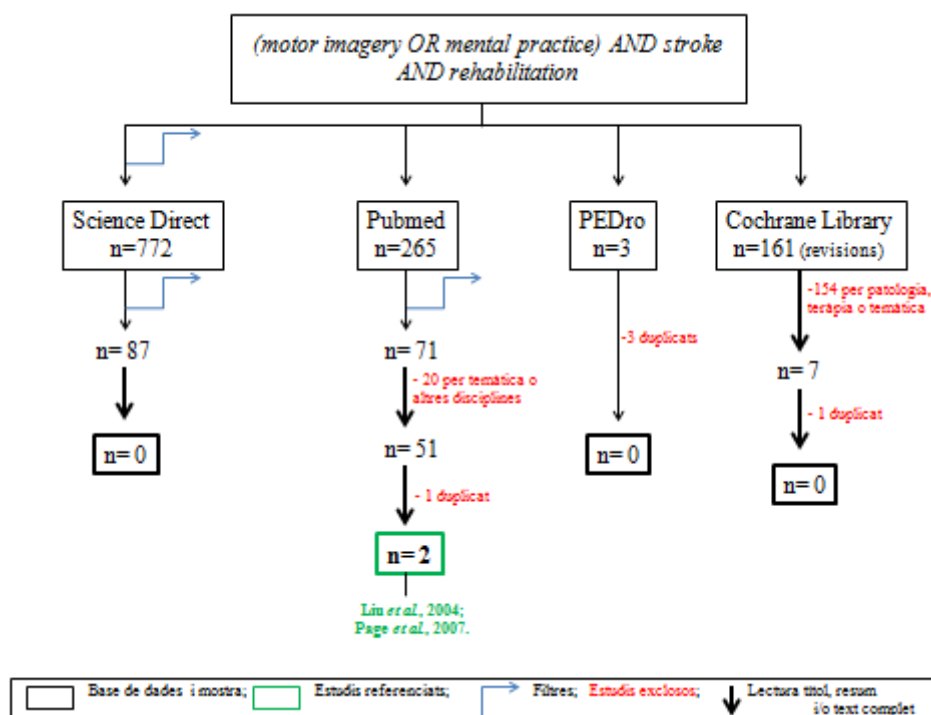 (motor imagery OR mental practice) AND stroke
AND rehabilitation
Science Direct
n=772
Pubmed
n=265
PEDro
n=3
Cochrane Library
n=161 (revisions)
n= 87
n= 0
n= 71
- 20 per temàtica o
altres disciplines
n= 51
- 1 duplicat
n= 2
Liu et al., 2004;
Page et al., 2007.
-3 duplicats
n= 0
-154 per patologia,
teràpia o temàtica
n= 7
- 1 duplicat
n= 0
Base de dades i mostra; Estudis referenciats; Filtres; Estudis exclosos; Lectura títol, resum
i/o text complet